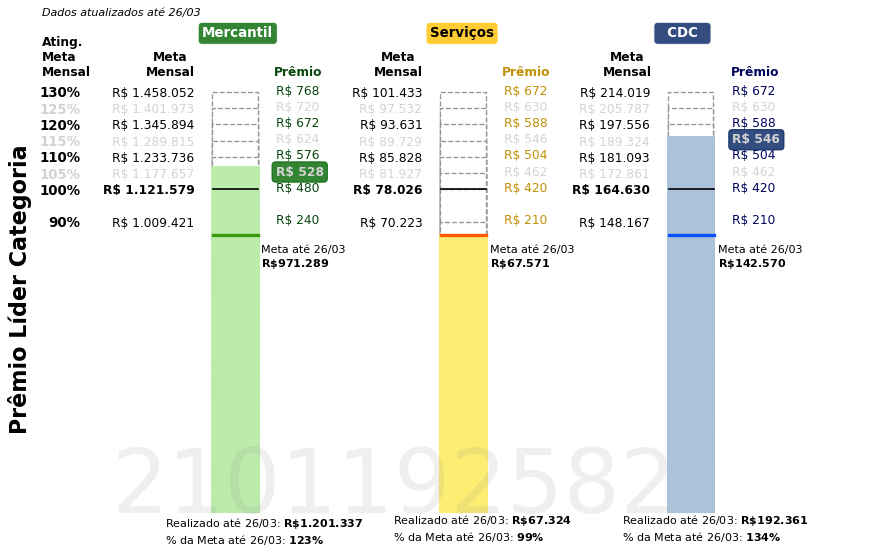 Dados atualizados até 26/03
Mercantil Serviços CDC
Ating.
Meta Meta Meta Meta
Mensal Mensal Prêmio Mensal Prêmio Mensal Prêmio
130% R$ 1.458.052 R$ 768 R$ 101.433 R$ 672 R$ 214.019 R$ 672
125% R$ 1.401.973 R$ 720 R$ 97.532 R$ 630 R$ 205.787 R$ 630
120% R$ 1.345.894 R$ 672 R$ 93.631 R$ 588 R$ 197.556 R$ 588
115% R$ 1.289.815 R$ 624 R$ 89.729 R$ 546 R$ 189.324 R$ 546
110% R$ 1.233.736 R$ 576 R$ 85.828 R$ 504 R$ 181.093 R$ 504
105% R$ 1.177.657 R$ 528 R$ 81.927 R$ 462 R$ 172.861 R$ 462
100% R$ 1.121.579 R$ 480 R$ 78.026 R$ 420 R$ 164.630 R$ 420
90% R$ 1.009.421 R$ 240 R$ 70.223 R$ 210 R$ 148.167 R$ 210
Meta até 26/03 Meta até 26/03 Meta até 26/03
R$971.289 R$67.571 R$142.570
Prêmio Líder Categoria
2101192582
Realizado até 26/03: R$1.201.337 Realizado até 26/03: R$67.324 Realizado até 26/03: R$192.361
% da Meta até 26/03: 123% % da Meta até 26/03: 99% % da Meta até 26/03: 134%